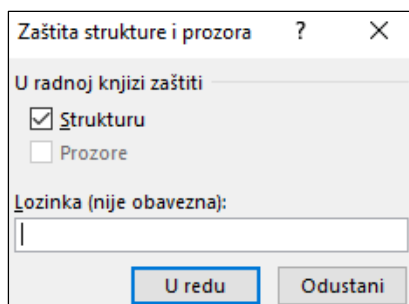 Zaštita strukture i prozora ? ×
U radnoj knjizi zaštiti
Strukturu
Prozore
Lozinka (nije obavezna):
U redu Odustani